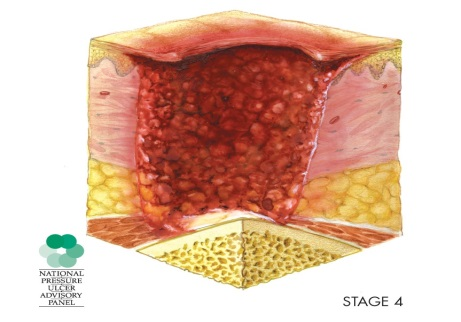 NATIONAL
PRESSURE
ULCER
ADVISORY
PANEL
STAGE 4